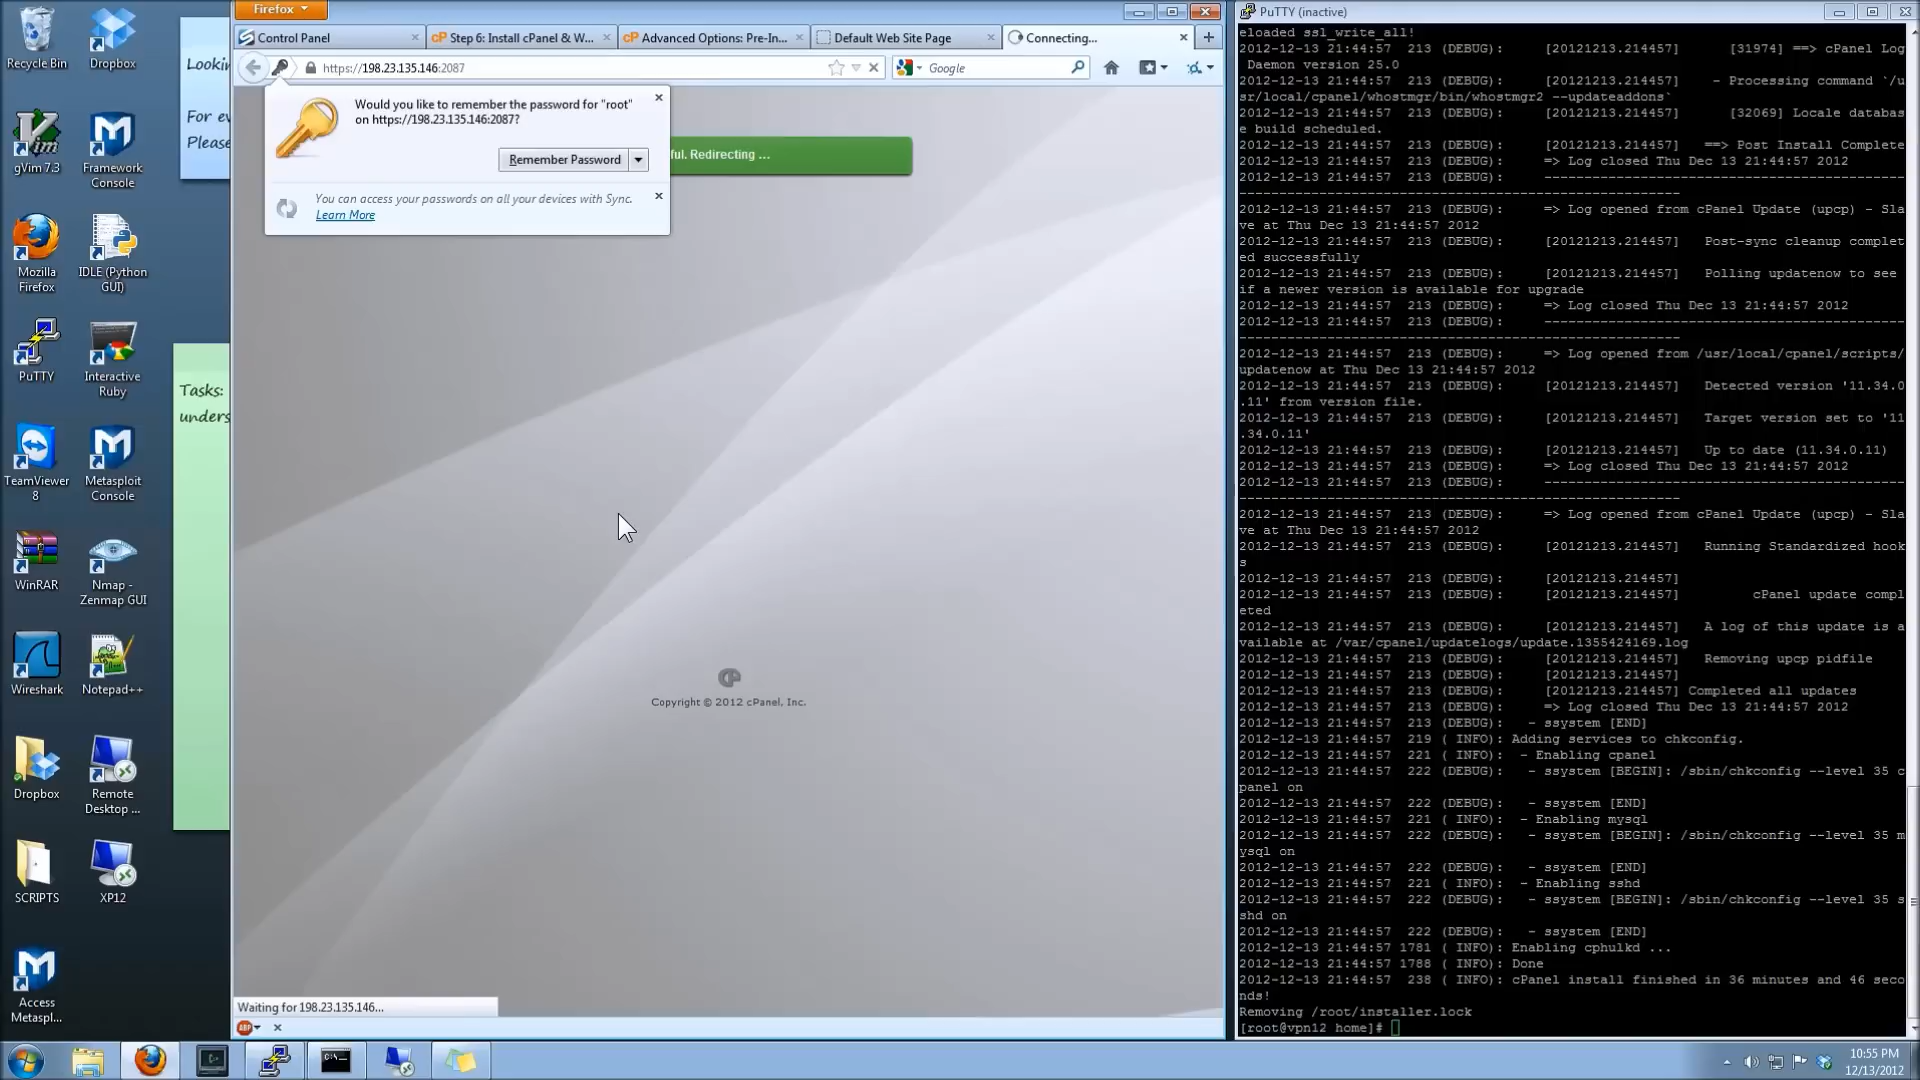 Recycle Bin
Dropbox
gVim 7.3
Framework
Console
Mozilla
Firefox
IDLE (Python
GUI)
PuTTY
Interactive
Ruby
TeamViewer
8
Metasploit
Console
WinRAR
Nmap -
Zenmap GUI
Wireshark
Notepad++
Dropbox
Remote
Desktop ...
SCRIPTS
XP12
Access
Metaspl...
Lookin
For ev
Please
Tasks:
unders
Firefox
Control Panel
Step 6: Install cPanel & W...
Advanced Options: Pre-In...
Default Web Site Page
Connecting...
https://198.23.135.146:2087
Google
Would you like to remember the password for "root"
on https://198.23.135.146:2087?
Remember Password
You can access your passwords on all your devices with Sync.
Learn More
ful. Redirecting ...
Copyright © 2012 cPanel, Inc.
Waiting for 198.23.135.146...
ABP
PuTTY (inactive)
eloaded ssl_write_all!
2012-12-13 21:44:57  213 (DEBUG):     [20121213.214457]      [31974] ==> cPanel Log
 Daemon version 25.0
2012-12-13 21:44:57  213 (DEBUG):     [20121213.214457]    - Processing command `/u
sr/local/cpanel/whostmgr/bin/whostmgr2 --updateaddons`
2012-12-13 21:44:57  213 (DEBUG):     [20121213.214457]      [32069] Locale databas
e build scheduled.
2012-12-13 21:44:57  213 (DEBUG):     [20121213.214457]   ==> Post Install Complete
2012-12-13 21:44:57  213 (DEBUG):     => Log closed Thu Dec 13 21:44:57 2012
2012-12-13 21:44:57  213 (DEBUG):     ---------------------------------------------
-------------------------------------------------------
2012-12-13 21:44:57  213 (DEBUG):     => Log opened from cPanel Update (upcp) - Sla
ve at Thu Dec 13 21:44:57 2012
2012-12-13 21:44:57  213 (DEBUG):     [20121213.214457]   Post-sync cleanup complet
ed successfully
2012-12-13 21:44:57  213 (DEBUG):     [20121213.214457]   Polling updatenow to see
if a newer version is available for upgrade
2012-12-13 21:44:57  213 (DEBUG):     => Log closed Thu Dec 13 21:44:57 2012
2012-12-13 21:44:57  213 (DEBUG):     ---------------------------------------------
-------------------------------------------------------
2012-12-13 21:44:57  213 (DEBUG):     => Log opened from /usr/local/cpanel/scripts/
updatenow at Thu Dec 13 21:44:57 2012
2012-12-13 21:44:57  213 (DEBUG):     [20121213.214457]   Detected version '11.34.0
.11' from version file.
2012-12-13 21:44:57  213 (DEBUG):     [20121213.214457]   Target version set to '11
.34.0.11'
2012-12-13 21:44:57  213 (DEBUG):     [20121213.214457]   Up to date (11.34.0.11)
2012-12-13 21:44:57  213 (DEBUG):     => Log closed Thu Dec 13 21:44:57 2012
2012-12-13 21:44:57  213 (DEBUG):     ---------------------------------------------
-------------------------------------------------------
2012-12-13 21:44:57  213 (DEBUG):     => Log opened from cPanel Update (upcp) - Sla
ve at Thu Dec 13 21:44:57 2012
2012-12-13 21:44:57  213 (DEBUG):     [20121213.214457]   Running Standardized hook
s
2012-12-13 21:44:57  213 (DEBUG):     [20121213.214457]
2012-12-13 21:44:57  213 (DEBUG):     [20121213.214457]         cPanel update compl
eted
2012-12-13 21:44:57  213 (DEBUG):     [20121213.214457]   A log of this update is a
vailable at /var/cpanel/updatelogs/update.1355424169.log
2012-12-13 21:44:57  213 (DEBUG):     [20121213.214457]   Removing upcp pidfile
2012-12-13 21:44:57  213 (DEBUG):     [20121213.214457]
2012-12-13 21:44:57  213 (DEBUG):     [20121213.214457] Completed all updates
2012-12-13 21:44:57  213 (DEBUG):     => Log closed Thu Dec 13 21:44:57 2012
2012-12-13 21:44:57  213 (DEBUG):   - ssystem [END]
2012-12-13 21:44:57  219 ( INFO): Adding services to chkconfig.
2012-12-13 21:44:57  221 ( INFO):  - Enabling cpanel
2012-12-13 21:44:57  222 (DEBUG):   - ssystem [BEGIN]: /sbin/chkconfig --level 35 c
panel on
2012-12-13 21:44:57  222 (DEBUG):   - ssystem [END]
2012-12-13 21:44:57  221 ( INFO):  - Enabling mysql
2012-12-13 21:44:57  222 (DEBUG):   - ssystem [BEGIN]: /sbin/chkconfig --level 35 m
ysql on
2012-12-13 21:44:57  222 (DEBUG):   - ssystem [END]
2012-12-13 21:44:57  221 ( INFO):  - Enabling sshd
2012-12-13 21:44:57  222 (DEBUG):   - ssystem [BEGIN]: /sbin/chkconfig --level 35 s
shd on
2012-12-13 21:44:57  222 (DEBUG):   - ssystem [END]
2012-12-13 21:44:57 1781 ( INFO): Enabling cphulkd ...
2012-12-13 21:44:57 1788 ( INFO): Done
2012-12-13 21:44:57  238 ( INFO): cPanel install finished in 36 minutes and 46 seco
nds!
Removing /root/installer.lock
[root@vpn12 home]#
10:55 PM
12/13/2012